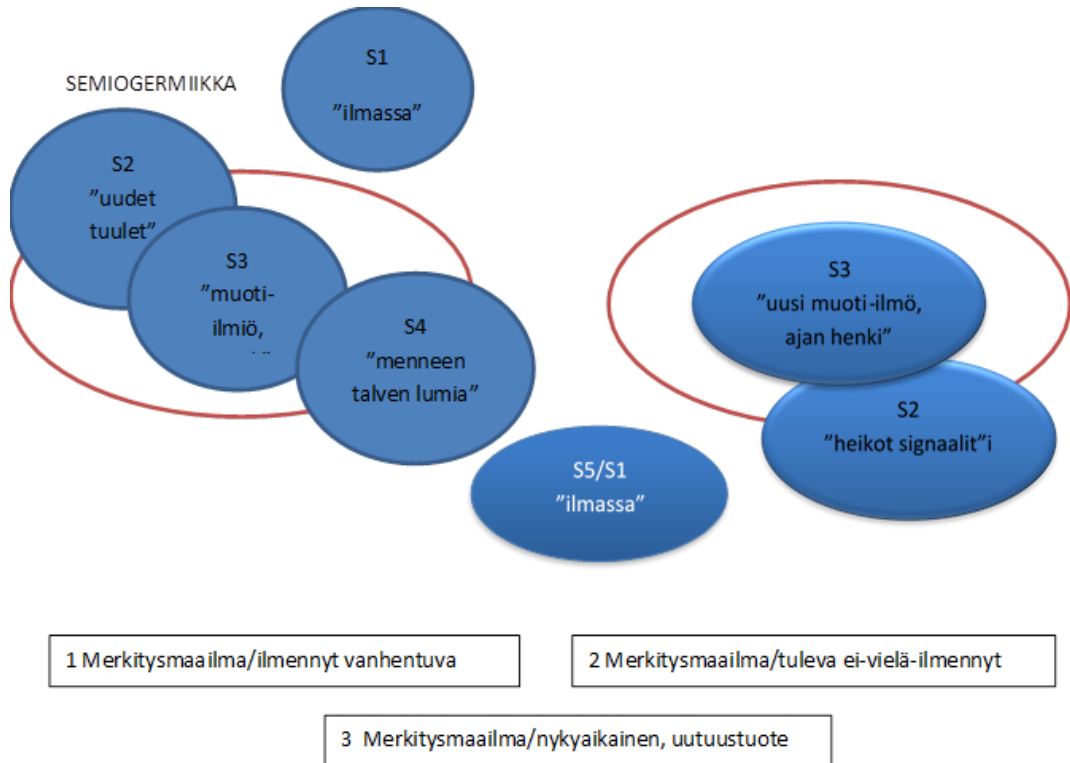 SEMIOGERMIIKKA
S1
”ilmassa”
S2
”uudet
tuulet”
S3
”muoti-
ilmiö,
S4
”menneen
talven lumia”
S5/S1
”ilmassa”
S3
”uusi muoti-ilmö,
ajan henki”
S2
”heikot signaalit”i
1 Merkitysmaailma/ilmennyt vanhentuva
2 Merkitysmaailma/tuleva ei-vielä-ilmennyt
3 Merkitysmaailma/nykyaikainen, uutuustuote